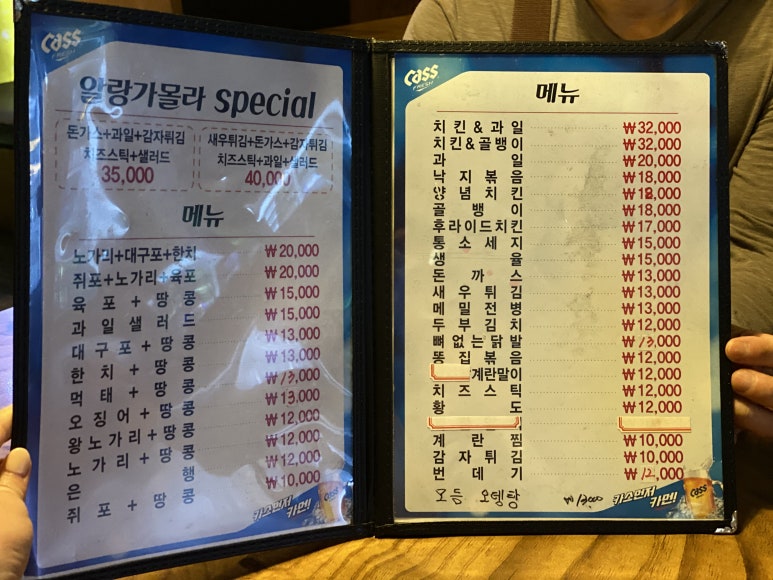 Cass
FRESH
알랑가몰라 special
돈가스+과일+감자튀김
치즈스틱+샐러드
35,000
새우튀김+돈가스+감자튀김
치즈스틱+과일+샐러드
40,000
메뉴
노가리+대구포+한치 ₩20,000
쥐포+노가리+육포 ₩20,000
육포+땅콩 ₩15,000
과일샐러드 ₩15,000
대구포+땅콩 ₩13,000
한치+땅콩 ₩13,000
먹태+땅콩 ₩13,000
오징어+땅콩 ₩13,000
왕노가리+땅콩 ₩12,000
노가리+땅콩 ₩12,000
은행 ₩12,000
쥐포+땅콩 ₩10,000
카스먼저
카면!
Cass
FRESH
메뉴
치킨&과일 ₩32,000
치킨&골뱅이 ₩32,000
과일 ₩20,000
낙지볶음 ₩18,000
양념치킨 ₩18,000
골뱅이 ₩18,000
후라이드치킨 ₩17,000
통소세지 ₩15,000
생율 ₩15,000
돈까스 ₩13,000
새우튀김 ₩13,000
메밀전병 ₩13,000
두부김치 ₩12,000
뼈없는닭발 ₩13,000
똥집볶음 ₩12,000
계란말이 ₩12,000
치즈스틱 ₩12,000
황도 ₩12,000
계란찜 ₩10,000
감자튀김 ₩10,000
번데기 ₩12,000
모듬 오뎅탕 ₩13,000
카스먼저
카면!
Cass